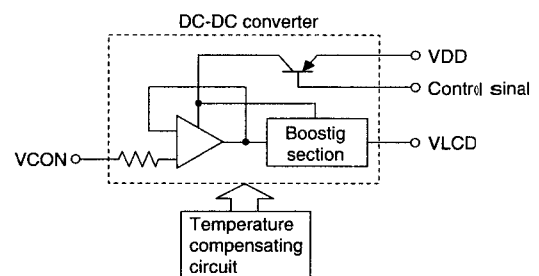 DC-DC converter
VDD
Control sinal
Boostig
section
VLCD
VCON
Temperature
compensating
circuit